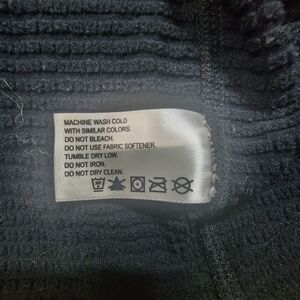 MACHINE WASH COLD
WITH SIMILAR COLORS.
DO NOT BLEACH.
DO NOT USE FABRIC SOFTENER.
TUMBLE DRY LOW.
DO NOT IRON.
DO NOT DRY CLEAN.